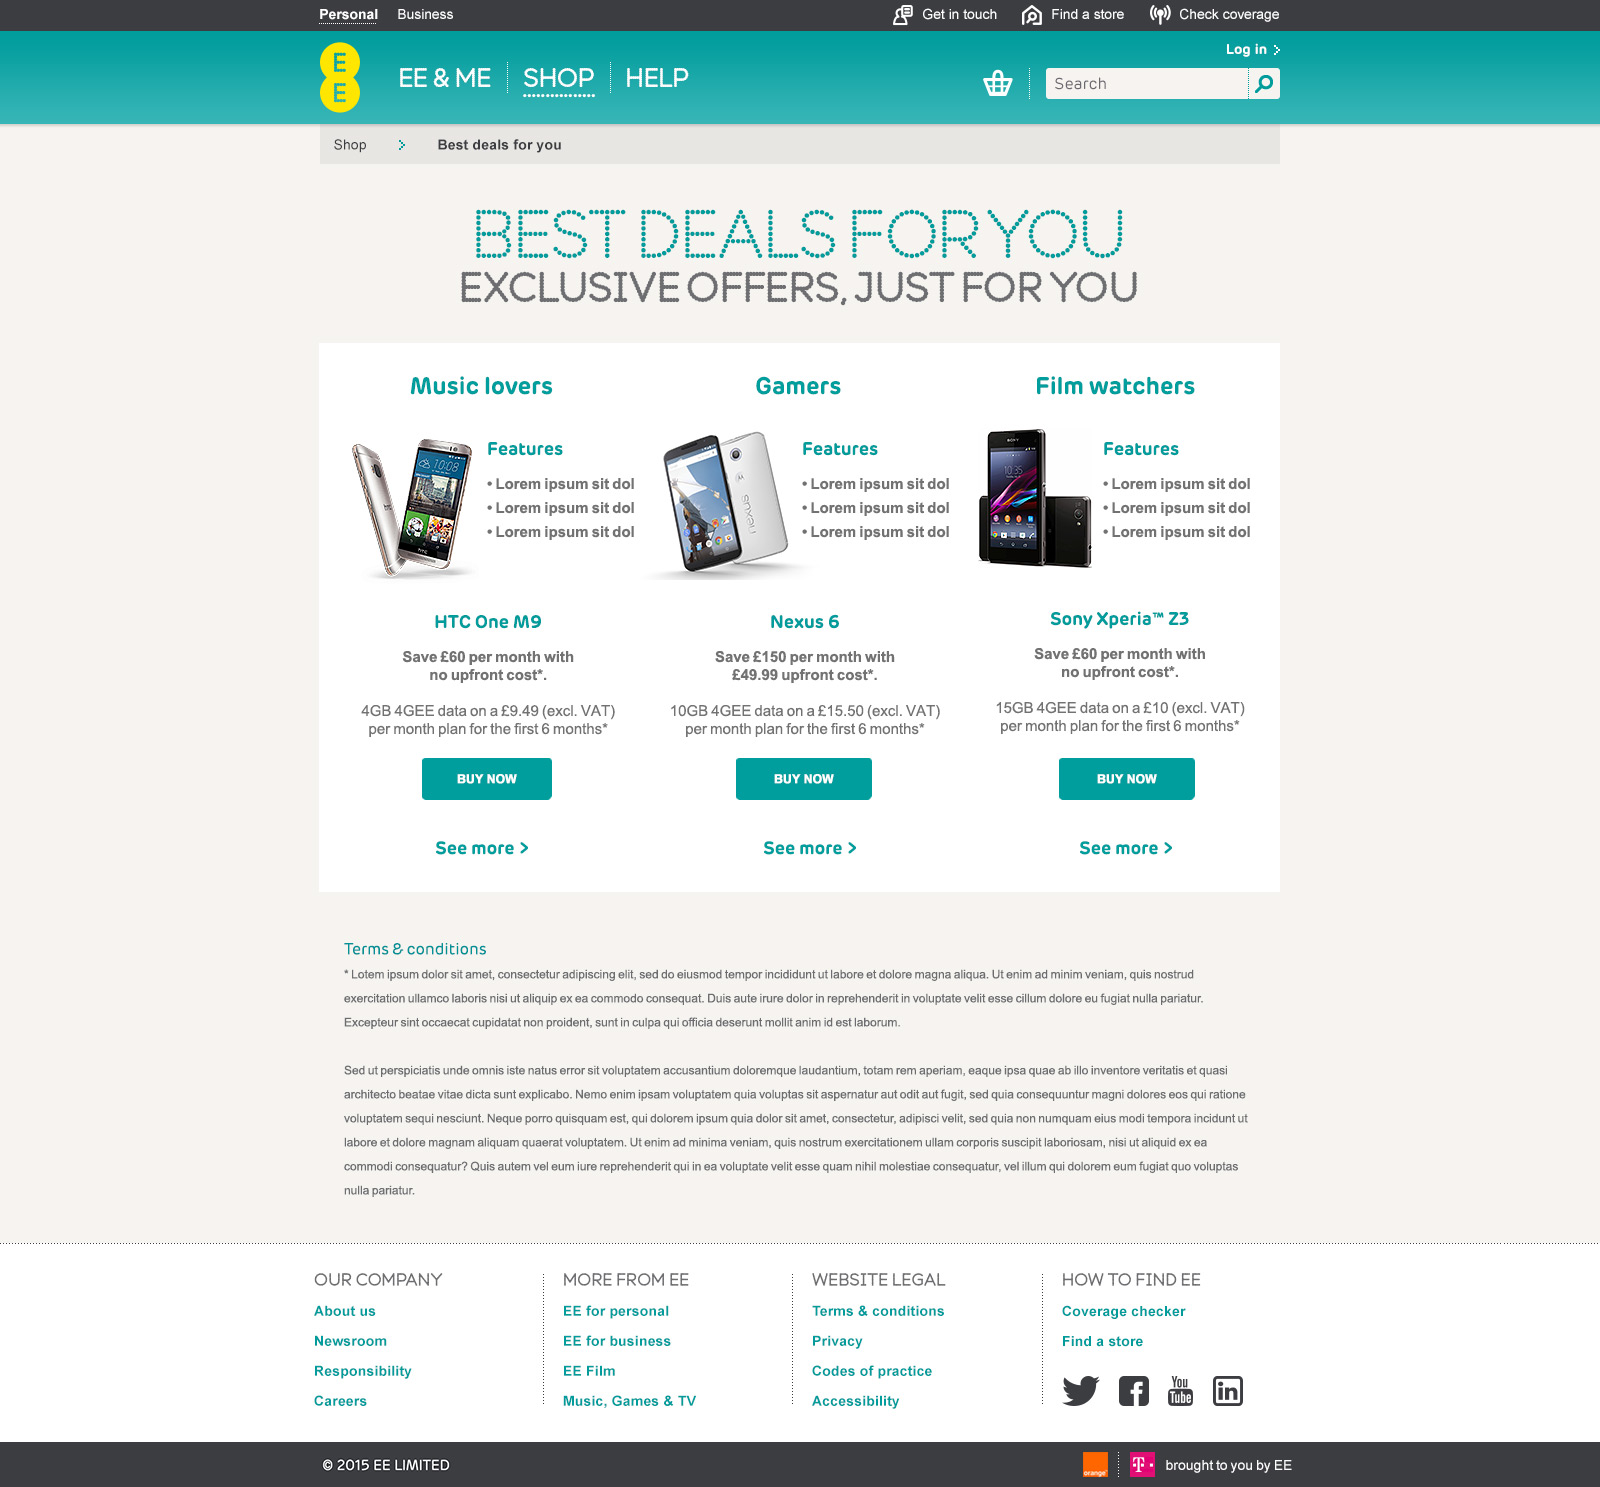 Personal Business Get in touch Find a store Check coverage
Log in
E
E
EE & ME SHOP HELP
Search
Shop Best deals for you
BEST DEALS FOR YOU
EXCLUSIVE OFFERS, JUST FOR YOU
Music lovers Gamers Film watchers
Features Features Features
• Lorem ipsum sit dol • Lorem ipsum sit dol • Lorem ipsum sit dol
• Lorem ipsum sit dol • Lorem ipsum sit dol • Lorem ipsum sit dol
• Lorem ipsum sit dol • Lorem ipsum sit dol • Lorem ipsum sit dol
10:08
hTC
nexus
SONY
10:35
HTC One M9
Save £60 per month with
no upfront cost*.
4GB 4GEE data on a £9.49 (excl. VAT)
per month plan for the first 6 months*
BUY NOW
See more >
Nexus 6
Save £150 per month with
£49.99 upfront cost*.
10GB 4GEE data on a £15.50 (excl. VAT)
per month plan for the first 6 months*
BUY NOW
See more >
Sony Xperia™ Z3
Save £60 per month with
no upfront cost*.
15GB 4GEE data on a £10 (excl. VAT)
per month plan for the first 6 months*
BUY NOW
See more >
Terms & conditions
* Lotem ipsum dolor sit amet, consectetur adipiscing elit, sed do eiusmod tempor incididunt ut labore et dolore magna aliqua. Ut enim ad minim veniam, quis nostrud
exercitation ullamco laboris nisi ut aliquip ex ea commodo consequat. Duis aute irure dolor in reprehenderit in voluptate velit esse cillum dolore eu fugiat nulla pariatur.
Excepteur sint occaecat cupidatat non proident, sunt in culpa qui officia deserunt mollit anim id est laborum.
Sed ut perspiciatis unde omnis iste natus error sit voluptatem accusantium doloremque laudantium, totam rem aperiam, eaque ipsa quae ab illo inventore veritatis et quasi
architecto beatae vitae dicta sunt explicabo. Nemo enim ipsam voluptatem quia voluptas sit aspernatur aut odit aut fugit, sed quia consequuntur magni dolores eos qui ratione
voluptatem sequi nesciunt. Neque porro quisquam est, qui dolorem ipsum quia dolor sit amet, consectetur, adipisci velit, sed quia non numquam eius modi tempora incidunt ut
labore et dolore magnam aliquam quaerat voluptatem. Ut enim ad minima veniam, quis nostrum exercitationem ullam corporis suscipit laboriosam, nisi ut aliquid ex ea
commodi consequatur? Quis autem vel eum iure reprehenderit qui in ea voluptate velit esse quam nihil molestiae consequatur, vel illum qui dolorem eum fugiat quo voluptas
nulla pariatur.
OUR COMPANY
About us
Newsroom
Responsibility
Careers
MORE FROM EE
EE for personal
EE for business
EE Film
Music, Games & TV
WEBSITE LEGAL
Terms & conditions
Privacy
Codes of practice
Accessibility
HOW TO FIND EE
Coverage checker
Find a store
You
Tube
in
© 2015 EE LIMITED
orange T brought to you by EE